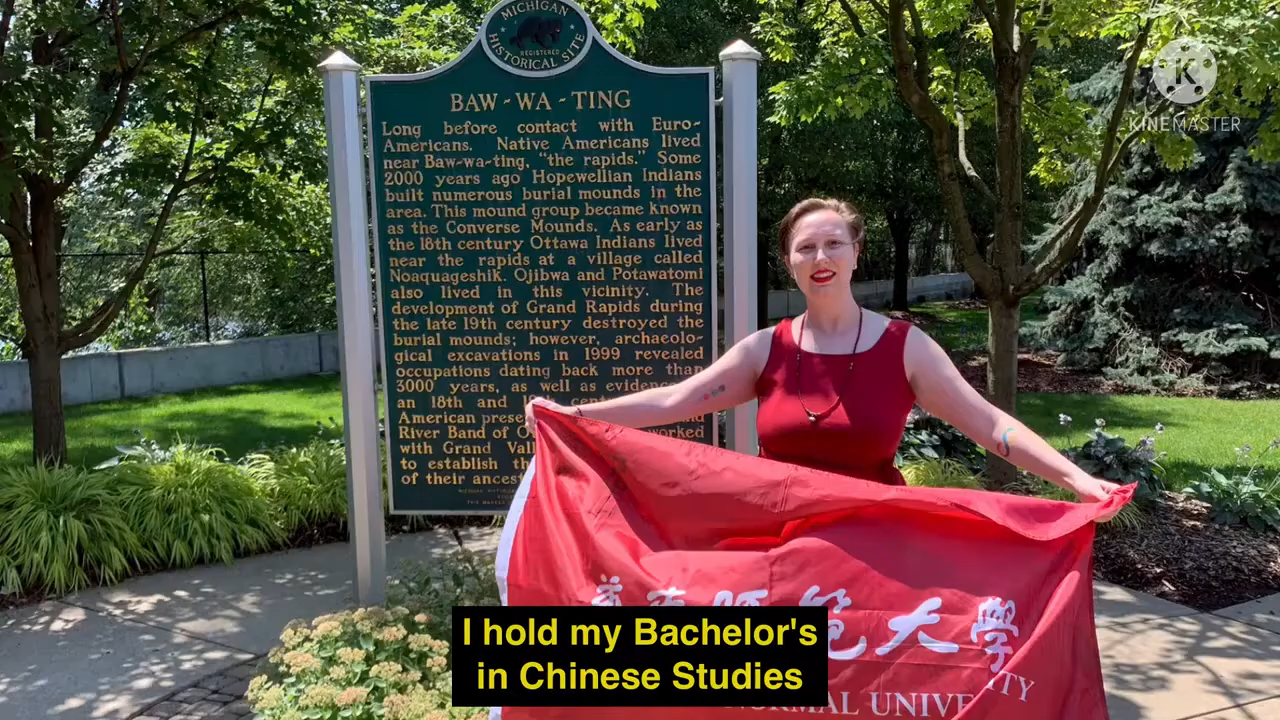 MICHIGAN
REGISTERED
HISTORICAL SITE
BAW-WA-TING
Long before contact with Euro-
Americans. Native Americans lived
near Baw-wa-ting, "the rapids." Some
2000 years ago Hopewellian Indians
built numerous burial mounds in the
area. This mound group became known
as the Converse Mounds. As early as
the 18th century Ottawa Indians lived
near the rapids at a village called
Noaquageshik. Ojibwa and Potawatomi
also lived in this vicinity. The
development of Grand Rapids during
the late 19th century destroyed the
burial mounds; however, archaeolo-
gical excavations in 1999 revealed
occupations dating back more than
3000 years, as well as
an 18th and
American
River Band of worked
with Grand
to establish
of their
KINEMASTER
師範大學
NORMAL UNIVERSITY
I hold my Bachelor's
in Chinese Studies